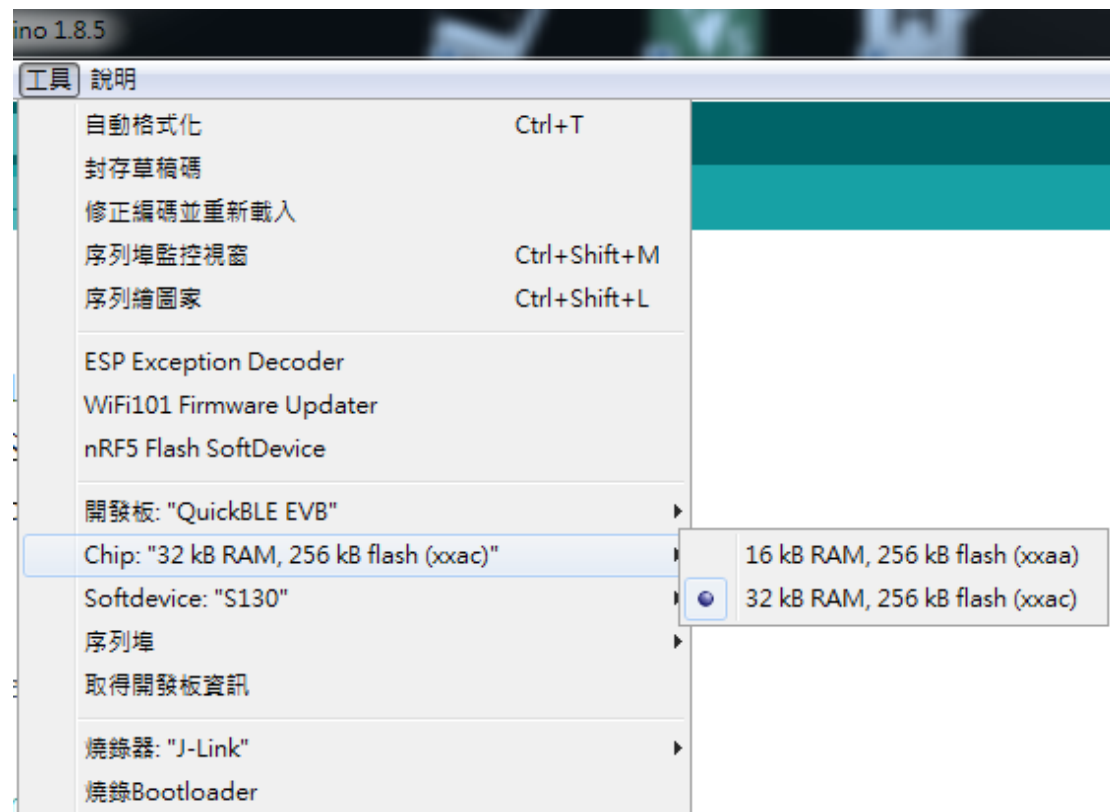 ino 1.8.5
工具 說明
自動格式化 Ctrl+T
封存草稿碼
修正編碼並重新載入
序列埠監控視窗 Ctrl+Shift+M
序列繪圖家 Ctrl+Shift+L
ESP Exception Decoder
WiFi101 Firmware Updater
nRF5 Flash SoftDevice
開發板: "QuickBLE EVB"
Chip: "32 kB RAM, 256 kB flash (xxac)"
16 kB RAM, 256 kB flash (xxaa)
Softdevice: "S130"
32 kB RAM, 256 kB flash (xxac)
序列埠
取得開發板資訊
燒錄器: "J-Link"
燒錄Bootloader